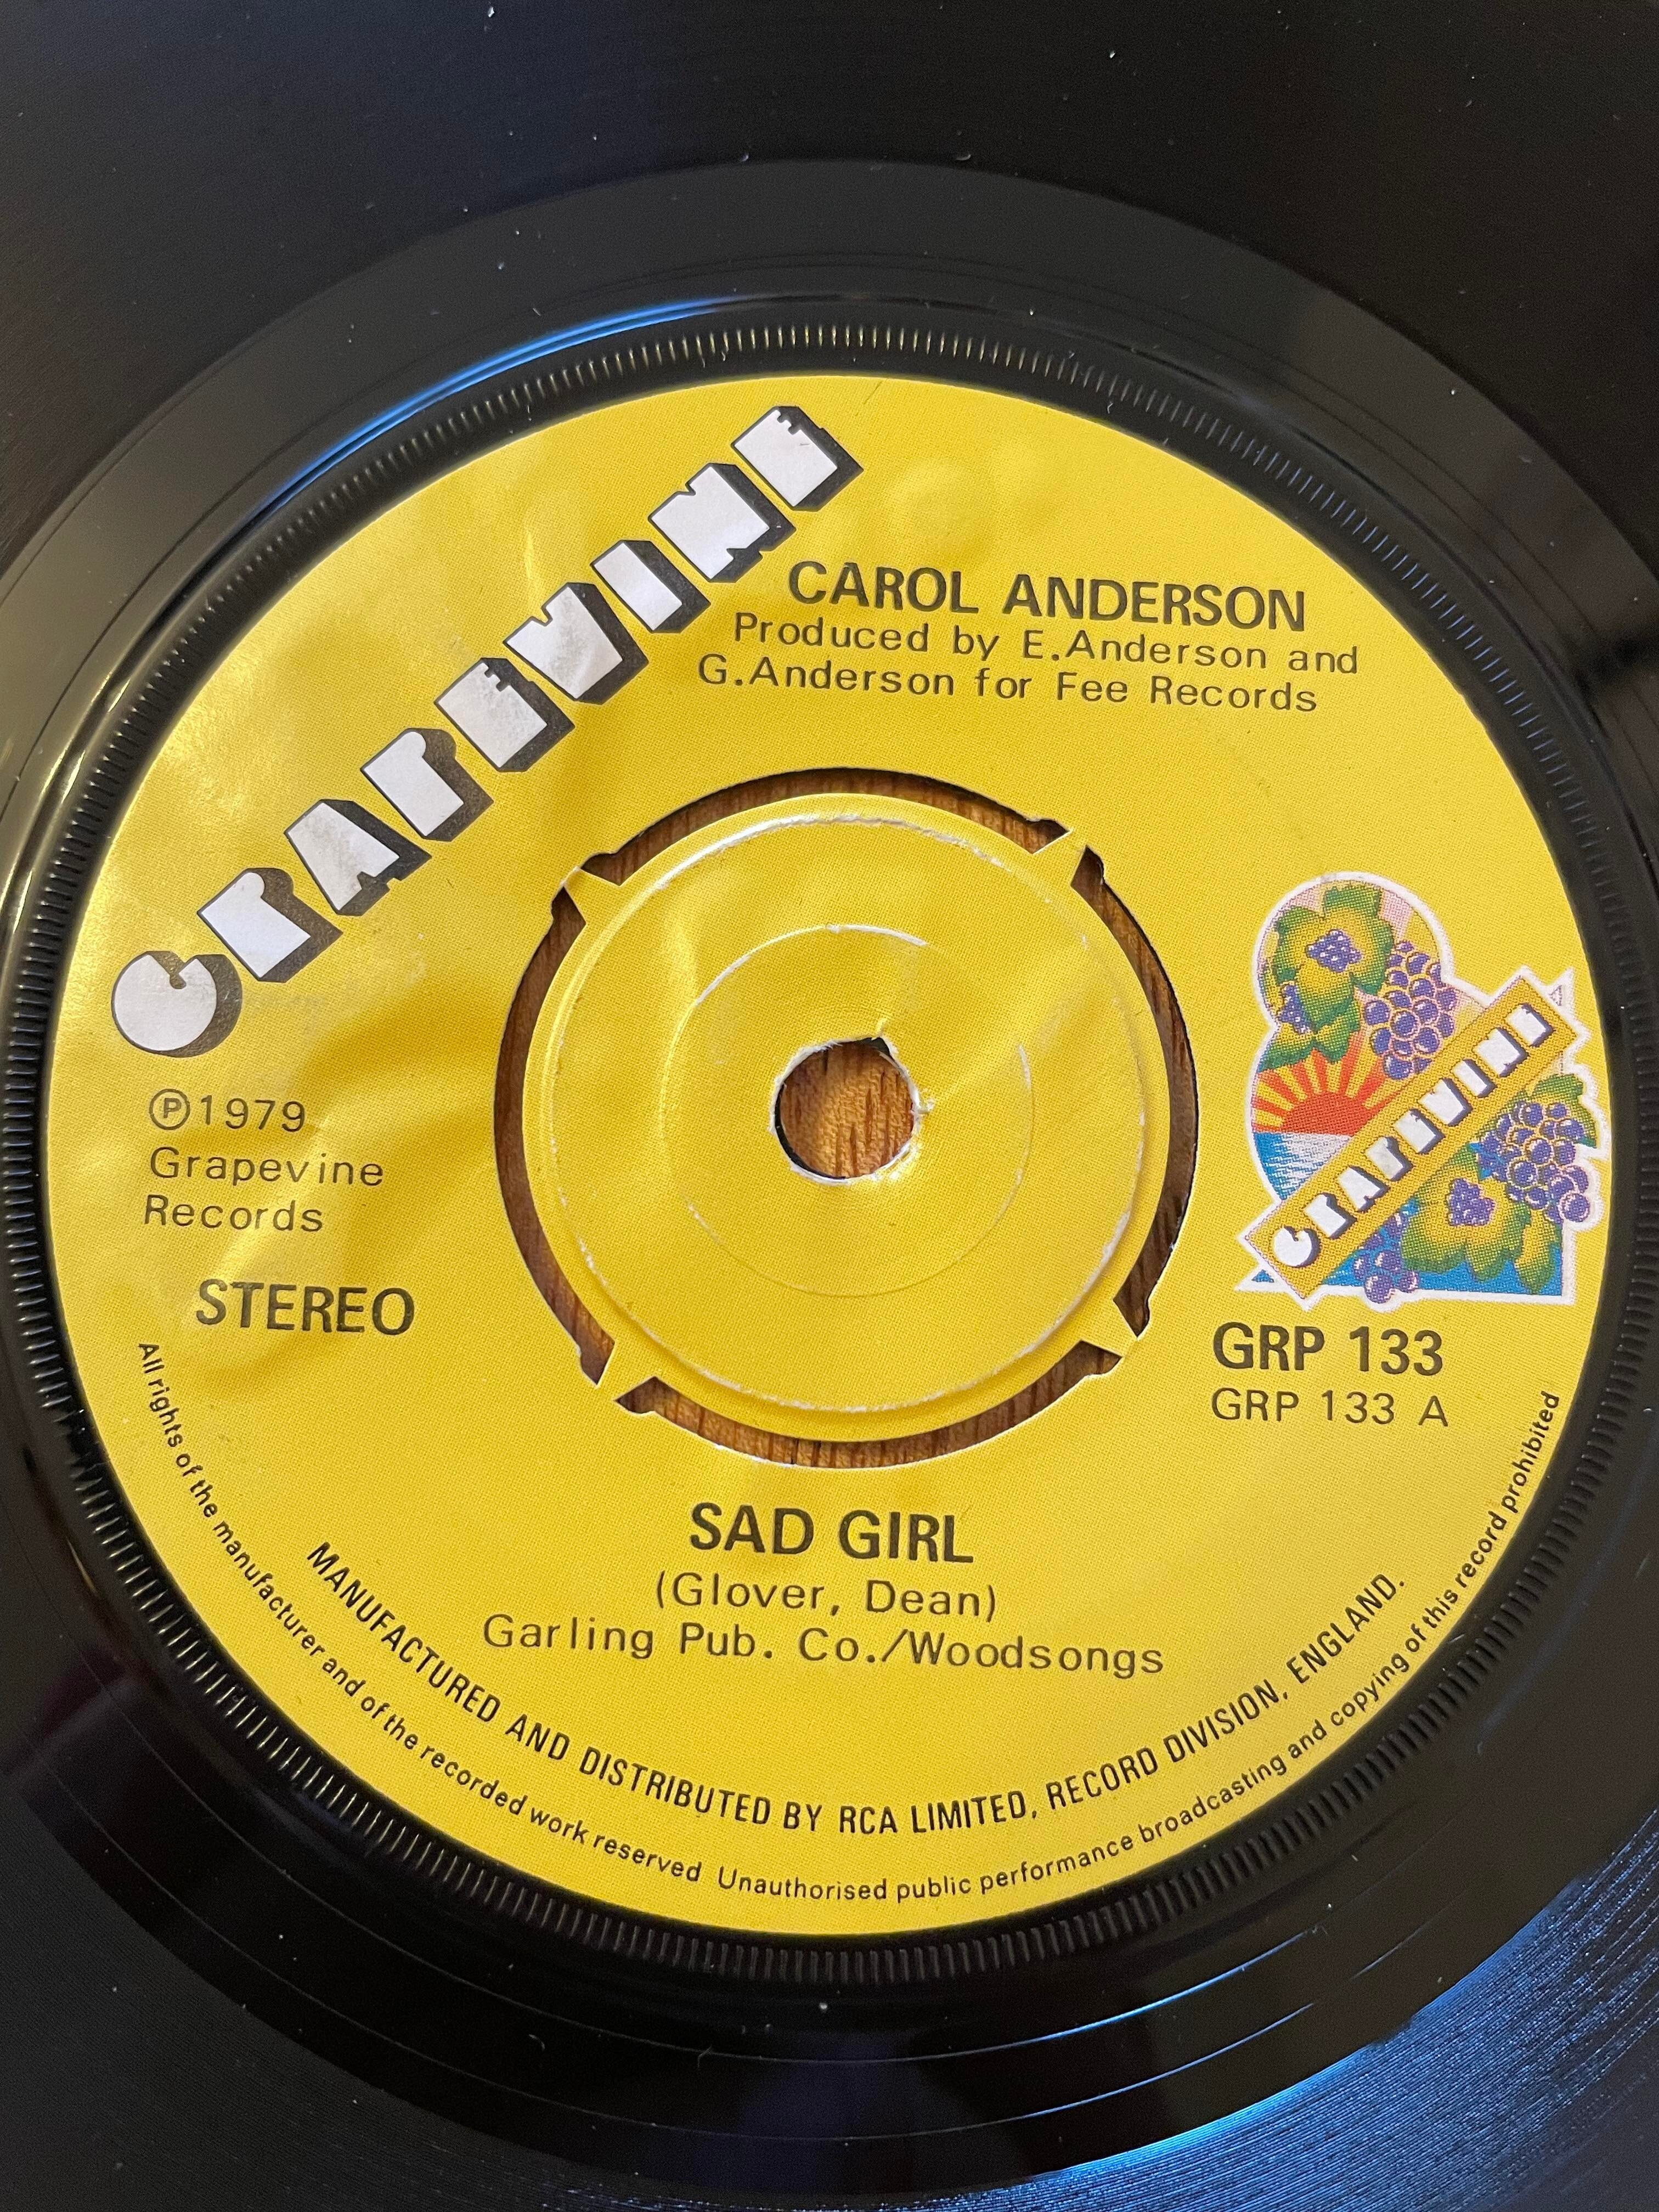 GRAPEVINE
CAROL ANDERSON
Produced by E.Anderson and
G.Anderson for Fee Records
℗1979
Grapevine
Records
STEREO
GRAPEVINE
GRP 133
GRP 133 A
SAD GIRL
(Glover, Dean)
Garling Pub. Co./Woodsongs
MANUFACTURED AND DISTRIBUTED BY RCA LIMITED, RECORD DIVISION, ENGLAND.
All rights of the manufacturer and of the recorded work reserved Unauthorised public performance broadcasting and copying of this record prohibited